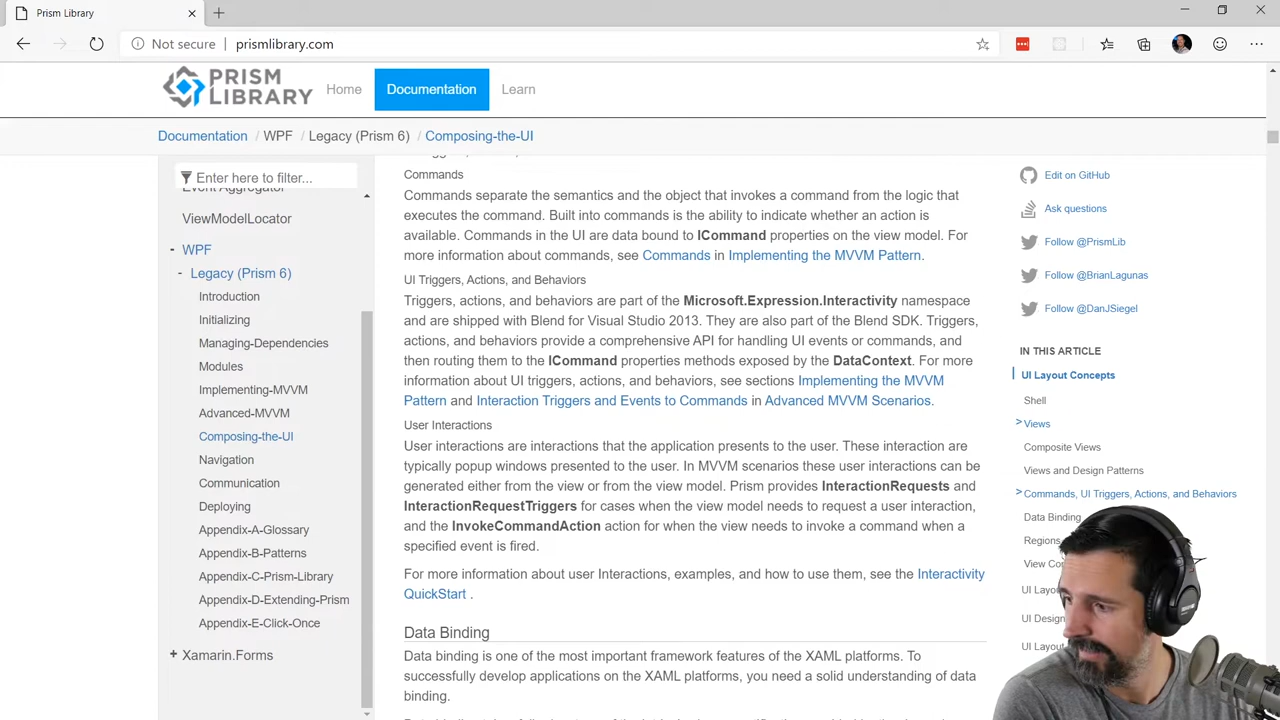 Prism Library
Not secure prismlibrary.com
PRISM
LIBRARY
Home Documentation Learn
Documentation / WPF / Legacy (Prism 6) / Composing-the-UI
Enter here to filter...
Event Aggregator
ViewModelLocator
- WPF
- Legacy (Prism 6)
Introduction
Initializing
Managing-Dependencies
Modules
Implementing-MVVM
Advanced-MVVM
Composing-the-UI
Navigation
Communication
Deploying
Appendix-A-Glossary
Appendix-B-Patterns
Appendix-C-Prism-Library
Appendix-D-Extending-Prism
Appendix-E-Click-Once
+ Xamarin.Forms
Commands
Commands separate the semantics and the object that invokes a command from the logic that
executes the command. Built into commands is the ability to indicate whether an action is
available. Commands in the UI are data bound to ICommand properties on the view model. For
more information about commands, see Commands in Implementing the MVVM Pattern.
UI Triggers, Actions, and Behaviors
Triggers, actions, and behaviors are part of the Microsoft.Expression.Interactivity namespace
and are shipped with Blend for Visual Studio 2013. They are also part of the Blend SDK. Triggers,
actions, and behaviors provide a comprehensive API for handling UI events or commands, and
then routing them to the ICommand properties methods exposed by the DataContext. For more
information about UI triggers, actions, and behaviors, see sections Implementing the MVVM
Pattern and Interaction Triggers and Events to Commands in Advanced MVVM Scenarios.
User Interactions
User interactions are interactions that the application presents to the user. These interaction are
typically popup windows presented to the user. In MVVM scenarios these user interactions can be
generated either from the view or from the view model. Prism provides InteractionRequests and
InteractionRequestTriggers for cases when the view model needs to request a user interaction,
and the InvokeCommandAction action for when the view needs to invoke a command when a
specified event is fired.
For more information about user Interactions, examples, and how to use them, see the Interactivity
QuickStart .
Data Binding
Data binding is one of the most important framework features of the XAML platforms. To
successfully develop applications on the XAML platforms, you need a solid understanding of data
binding.
Edit on GitHub
Ask questions
Follow @PrismLib
Follow @BrianLagunas
Follow @DanJSiegel
IN THIS ARTICLE
UI Layout Concepts
Shell
> Views
Composite Views
Views and Design Patterns
> Commands, UI Triggers, Actions, and Behaviors
Data Binding
Regions
View Co
UI Layo
UI Design
UI Layout